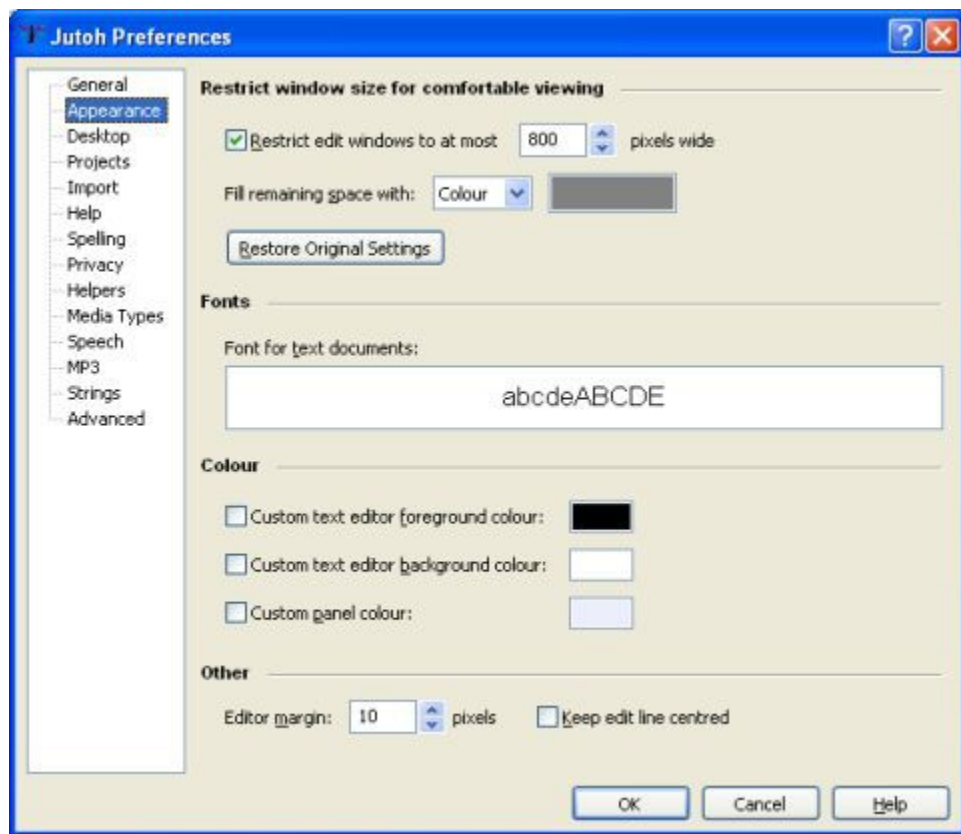 Jutoh Preferences
General
Appearance
Desktop
Projects
Import
Help
Spelling
Privacy
Helpers
Media Types
Speech
MP3
Strings
Advanced
Restrict window size for comfortable viewing
Restrict edit windows to at most 800 pixels wide
Fill remaining space with: Colour
Restore Original Settings
Fonts
Font for text documents:
abcdeABCDE
Colour
Custom text editor foreground colour:
Custom text editor background colour:
Custom panel colour:
Other
Editor margin: 10 pixels Keep edit line centred
OK Cancel Help